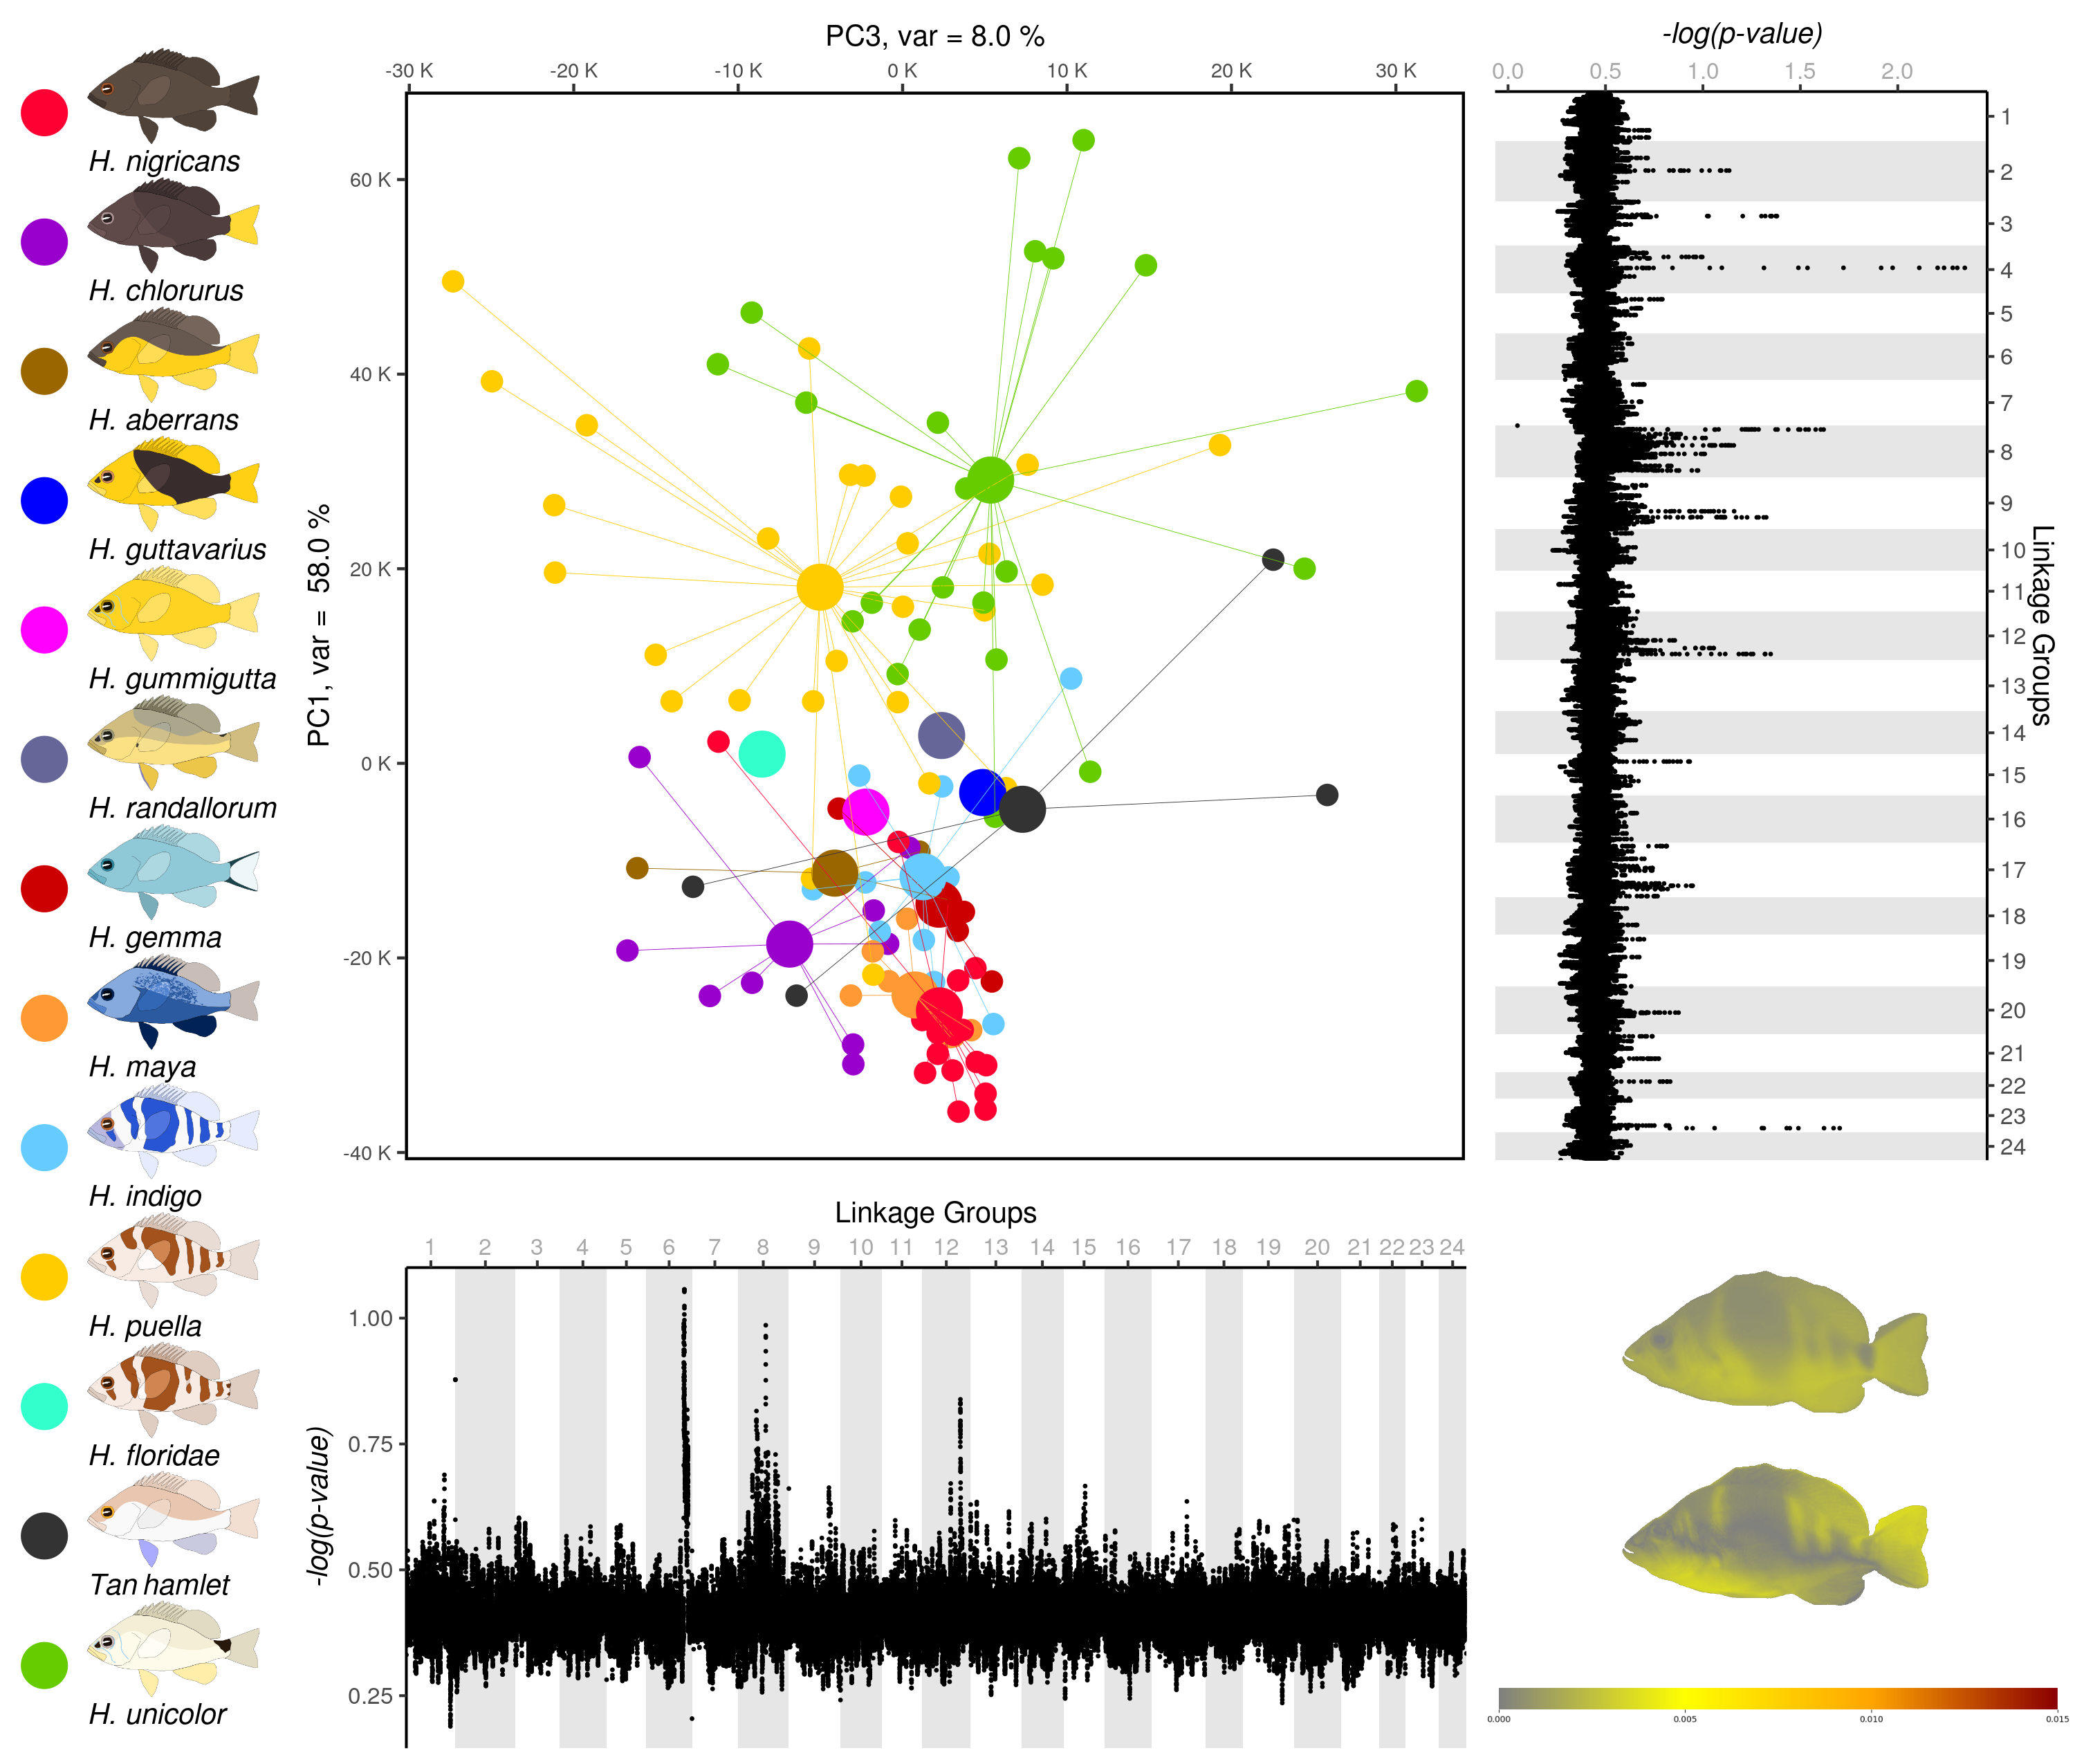 H. nigricans
H. chlorurus
H. aberrans
H. guttavarius
H. gummigutta
H. randallorum
H. gemma
H. maya
H. indigo
H. puella
H. floridae
Tan hamlet
H. unicolor
PC3, var = 8.0 %
-30 K -20 K -10 K 0 K 10 K 20 K 30 K
PC1, var = 58.0 %
60 K
40 K
20 K
0 K
-20 K
-40 K
-log(p-value)
0.0 0.5 1.0 1.5 2.0
1
2
3
4
5
6
7
8
9
10
11
12
13
14
15
16
17
18
19
20
21
22
23
24
Linkage Groups
Linkage Groups
1 2 3 4 5 6 7 8 9 10 11 12 13 14 15 16 17 18 19 20 21 22 23 24
-log(p-value)
1.00
0.75
0.50
0.25
0.000 0.005 0.010 0.015